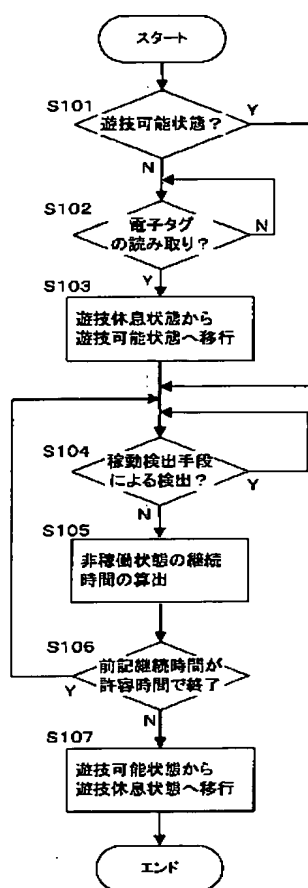 スタート
S101
遊技可能状態?
Y
N
S102
電子タグ
の読み取り?
N
Y
S103
遊技休息状態から
遊技可能状態へ移行
S104
稼動検出手段
による検出?
Y
N
S105
非稼働状態の継続
時間の算出
S106
前記継続時間が
許容時間で終了
Y
N
S107
遊技可能状態から
遊技休息状態へ移行
エンド